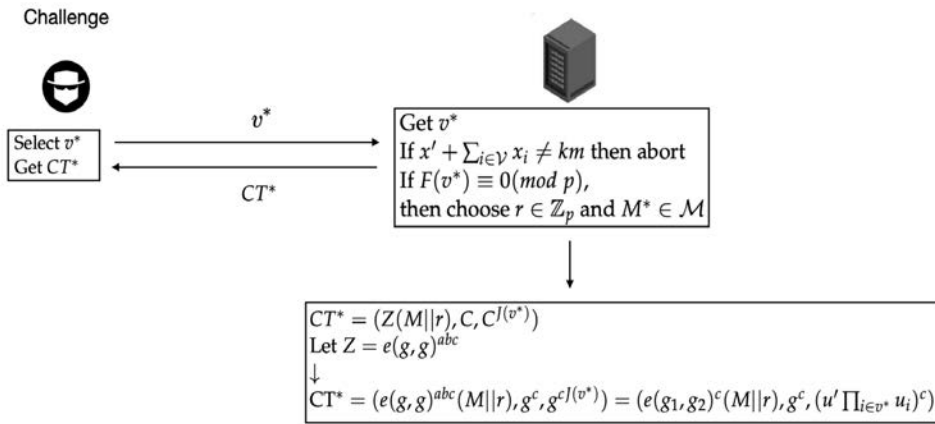 Challenge
v*
Select v*
Get CT*
CT*
Get v*
If x′ + ∑_{i∈𝒱} x_i ≠ km then abort
If F(v*) ≡ 0(mod p),
then choose r ∈ ℤ_p and M* ∈ ℳ
CT* = (Z(M||r), C, C^{J(v*)})
Let Z = e(g, g)^{abc}
↓
CT* = (e(g, g)^{abc}(M||r), g^c, g^{cJ(v*)}) = (e(g_1, g_2)^c(M||r), g^c, (u′ ∏_{i∈v*} u_i)^c)